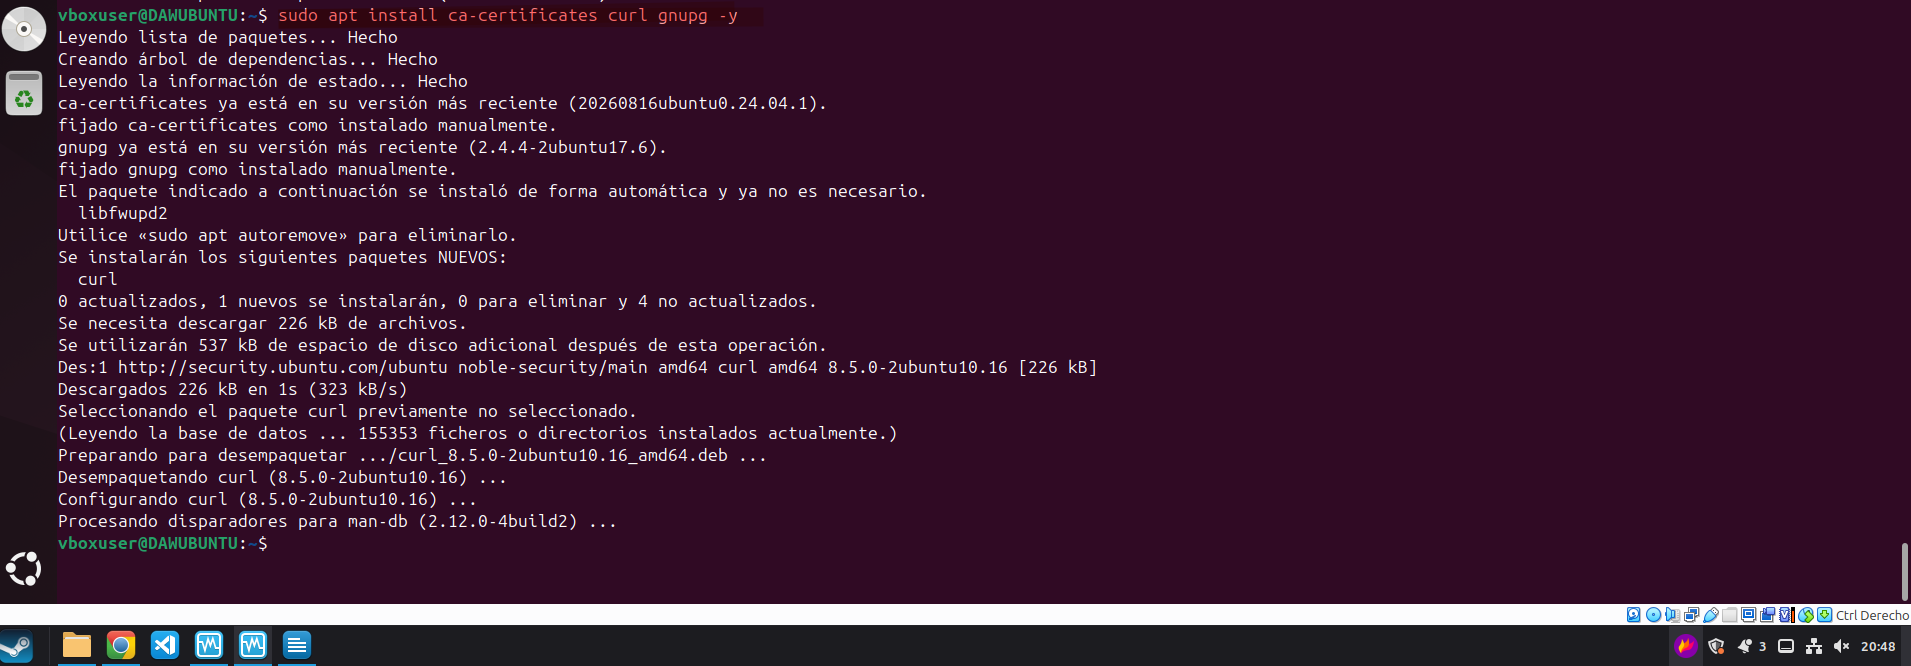 vboxuser@DAWUBUNTU:~$ sudo apt install ca-certificates curl gnupg -y
Leyendo lista de paquetes... Hecho
Creando árbol de dependencias... Hecho
Leyendo la información de estado... Hecho
ca-certificates ya está en su versión más reciente (20260816ubuntu0.24.04.1).
fijado ca-certificates como instalado manualmente.
gnupg ya está en su versión más reciente (2.4.4-2ubuntu17.6).
fijado gnupg como instalado manualmente.
El paquete indicado a continuación se instaló de forma automática y ya no es necesario.
  libfwupd2
Utilice «sudo apt autoremove» para eliminarlo.
Se instalarán los siguientes paquetes NUEVOS:
  curl
0 actualizados, 1 nuevos se instalarán, 0 para eliminar y 4 no actualizados.
Se necesita descargar 226 kB de archivos.
Se utilizarán 537 kB de espacio de disco adicional después de esta operación.
Des:1 http://security.ubuntu.com/ubuntu noble-security/main amd64 curl amd64 8.5.0-2ubuntu10.16 [226 kB]
Descargados 226 kB en 1s (323 kB/s)
Seleccionando el paquete curl previamente no seleccionado.
(Leyendo la base de datos ... 155353 ficheros o directorios instalados actualmente.)
Preparando para desempaquetar .../curl_8.5.0-2ubuntu10.16_amd64.deb ...
Desempaquetando curl (8.5.0-2ubuntu10.16) ...
Configurando curl (8.5.0-2ubuntu10.16) ...
Procesando disparadores para man-db (2.12.0-4build2) ...
vboxuser@DAWUBUNTU:~$
Ctrl Derecho
3
20:48